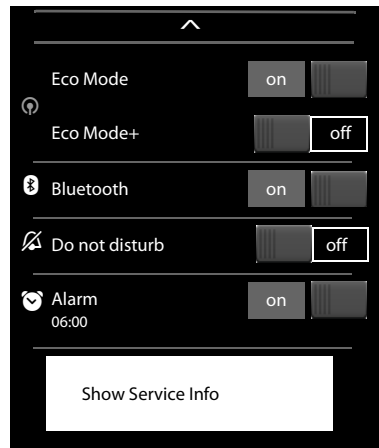 Eco Mode on
Eco Mode+ off
Bluetooth on
Do not disturb off
Alarm on
06:00
Show Service Info